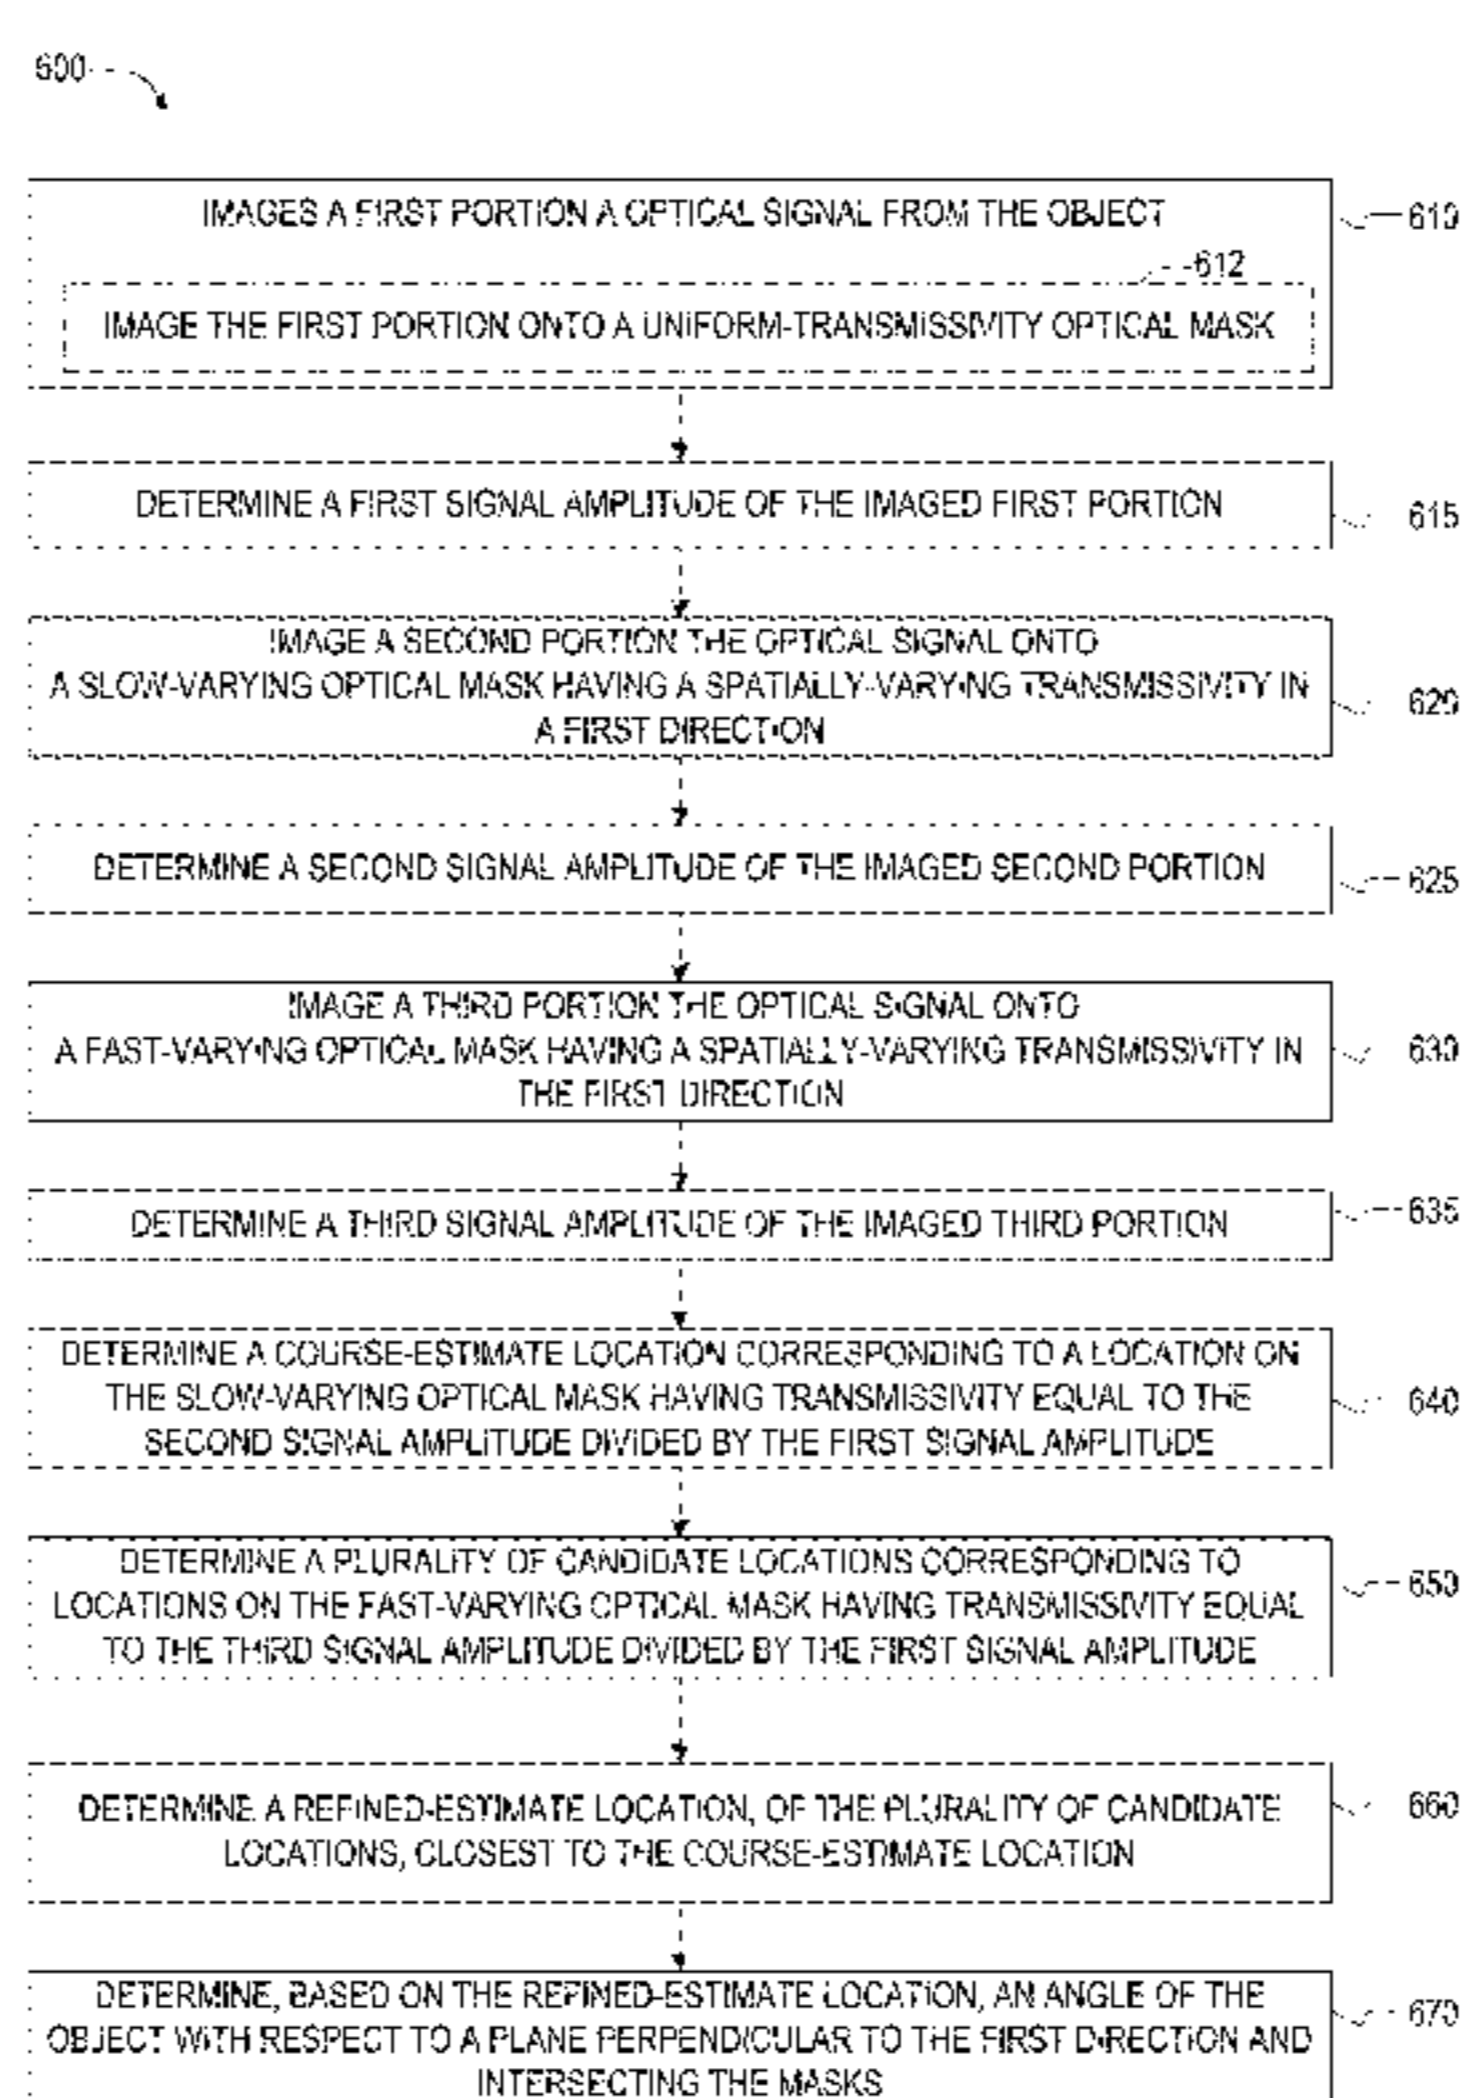 600
IMAGES A FIRST PORTION A OPTICAL SIGNAL FROM THE OBJECT
610
612
IMAGE THE FIRST PORTION ONTO A UNIFORM-TRANSMISSIVITY OPTICAL MASK
DETERMINE A FIRST SIGNAL AMPLITUDE OF THE IMAGED FIRST PORTION
615
IMAGE A SECOND PORTION THE OPTICAL SIGNAL ONTO
A SLOW-VARYING OPTICAL MASK HAVING A SPATIALLY-VARYING TRANSMISSIVITY IN
620
A FIRST DIRECTION
DETERMINE A SECOND SIGNAL AMPLITUDE OF THE IMAGED SECOND PORTION
625
IMAGE A THIRD PORTION THE OPTICAL SIGNAL ONTO
A FAST-VARYING OPTICAL MASK HAVING A SPATIALLY-VARYING TRANSMISSIVITY IN
630
THE FIRST DIRECTION
DETERMINE A THIRD SIGNAL AMPLITUDE OF THE IMAGED THIRD PORTION
635
DETERMINE A COURSE-ESTIMATE LOCATION CORRESPONDING TO A LOCATION ON
THE SLOW-VARYING OPTICAL MASK HAVING TRANSMISSIVITY EQUAL TO THE
640
SECOND SIGNAL AMPLITUDE DIVIDED BY THE FIRST SIGNAL AMPLITUDE
DETERMINE A PLURALITY OF CANDIDATE LOCATIONS CORRESPONDING TO
650
LOCATIONS ON THE FAST-VARYING OPTICAL MASK HAVING TRANSMISSIVITY EQUAL
TO THE THIRD SIGNAL AMPLITUDE DIVIDED BY THE FIRST SIGNAL AMPLITUDE
DETERMINE A REFINED-ESTIMATE LOCATION, OF THE PLURALITY OF CANDIDATE
660
LOCATIONS, CLOSEST TO THE COURSE-ESTIMATE LOCATION
DETERMINE, BASED ON THE REFINED-ESTIMATE LOCATION, AN ANGLE OF THE
670
OBJECT WITH RESPECT TO A PLANE PERPENDICULAR TO THE FIRST DIRECTION AND
INTERSECTING THE MASKS